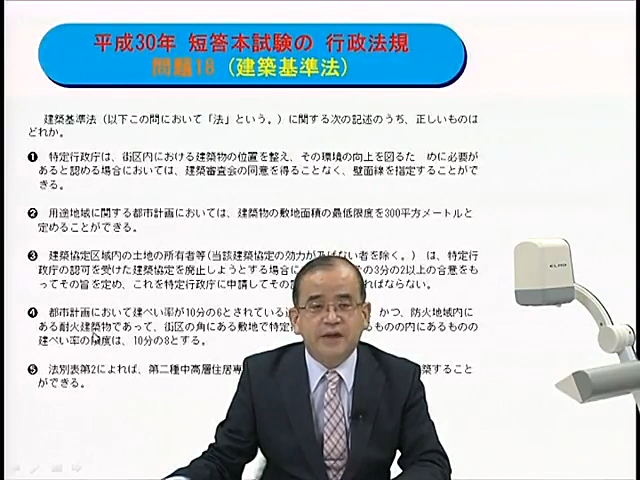 平成30年 短答本試験の 行政法規
問題18 (建築基準法)
建築基準法（以下この問において「法」という。）に関する次の記述のうち、正しいものは
どれか。
❶ 特定行政庁は、街区内における建築物の位置を整え、その環境の向上を図るた めに必要が
あると認める場合においては、建築審査会の同意を得ることなく、壁面線を指定することがで
きる。
❷ 用途地域に関する都市計画においては、建築物の敷地面積の最低限度を300平方メートルと
定めることができる。
❸ 建築協定区域内の土地の所有者等(当該建築協定の効力が及ばない者を除く。) は、特定行
政庁の認可を受けた建築協定を廃止しようとする場合に その3分の2以上の合意をも
ってその旨を定め、これを特定行政庁に申請してその ればならない。
❹ 都市計画において建ぺい率が10分の6とされている かつ、防火地域内に
ある耐火建築物であって、街区の角にある敷地で特定 るものの内にあるものの
建ぺい率の限度は、10分の8とする。
❺ 法別表第2によれば、第二種中高層住居専 築すること
ができる。
ELMO